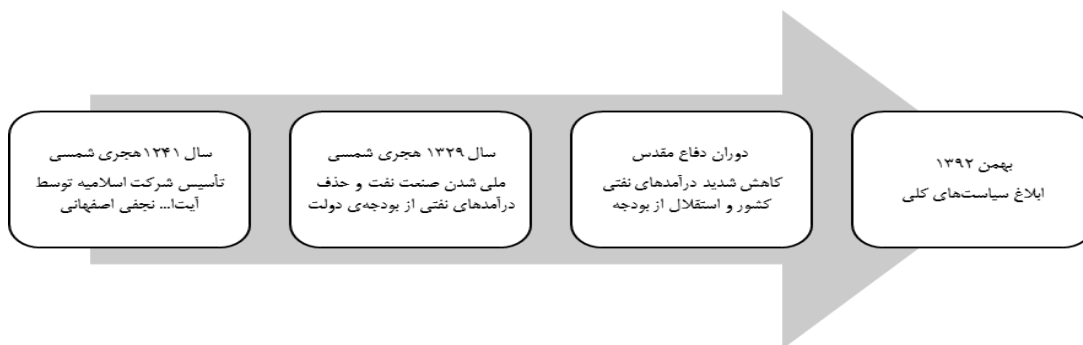 سال ۱۲۴۱هجری شمسی
تأسیس شرکت اسلامیه توسط
آیت‌ا... نجفی اصفهانی
سال ۱۳۲۹ هجری شمسی
ملی شدن صنعت نفت و حذف
درآمدهای نفتی از بودجه‌ی دولت
دوران دفاع مقدس
کاهش شدید درآمدهای نفتی
کشور و استقلال از بودجه
بهمن ۱۳۹۲
ابلاغ سیاست‌های کلی